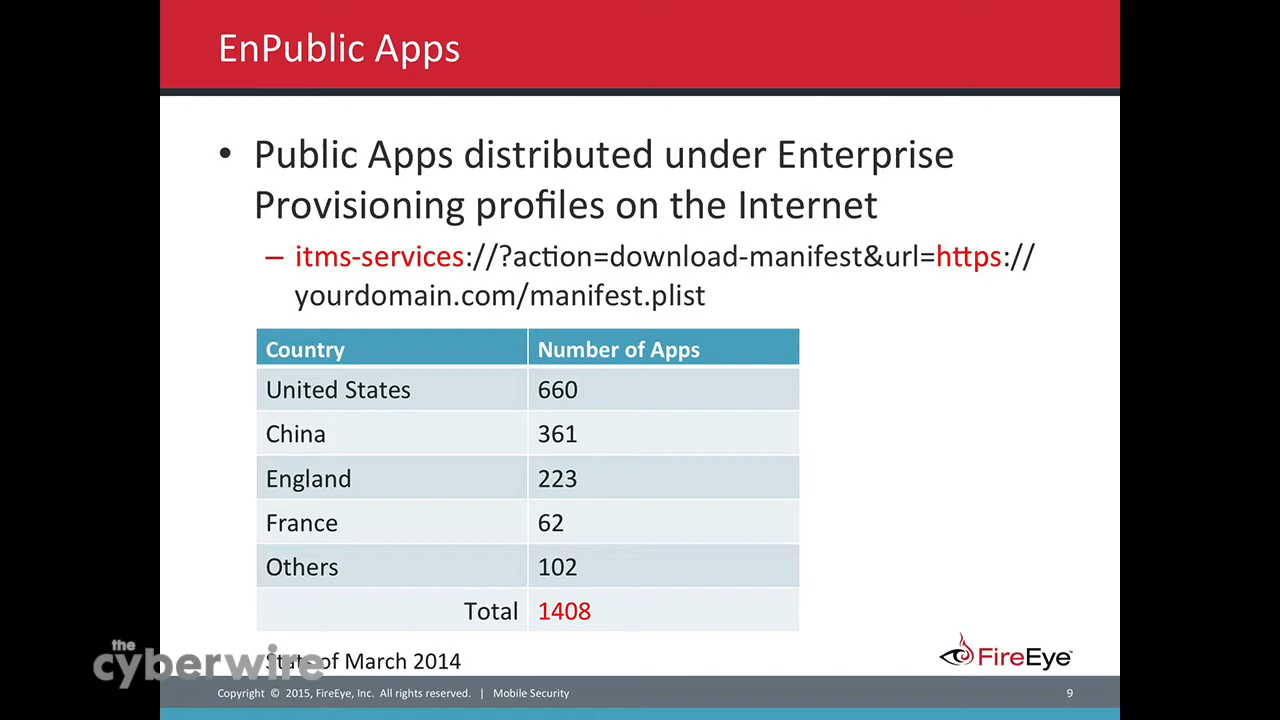 EnPublic Apps
• Public Apps distributed under Enterprise
Provisioning profiles on the Internet
– itms-services://?action=download-manifest&url=https://
yourdomain.com/manifest.plist
Country Number of Apps
United States 660
China 361
England 223
France 62
Others 102
Total 1408
the
cyberwire
of March 2014
FireEye™
Copyright © 2015, FireEye, Inc. All rights reserved. | Mobile Security 9